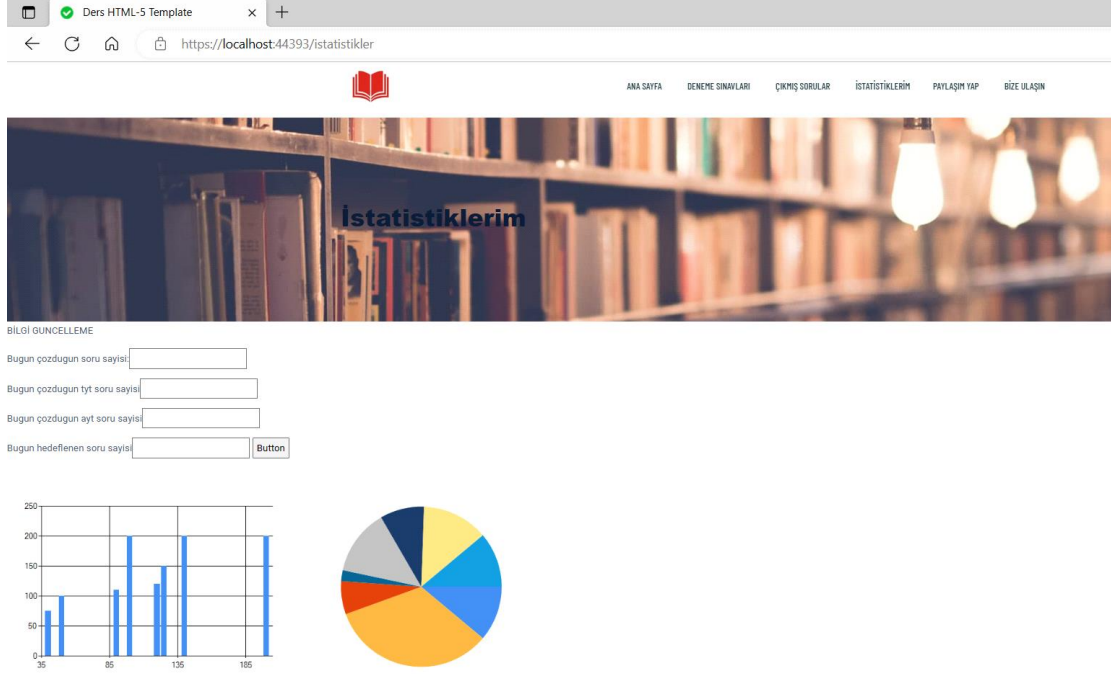 Ders HTML-5 Template
https://localhost:44393/istatistikler
ANA SAYFA DENEME SINAVLARI ÇIKMIŞ SORULAR İSTATİSTİKLERİM PAYLAŞIM YAP BİZE ULAŞIN
İstatistiklerim
BİLGİ GUNCELLEME
Bugun çozdugun soru sayisi:
Bugun çozdugun tyt soru sayisi
Bugun çozdugun ayt soru sayisi
Bugun hedeflenen soru sayisi Button
250
200
150
100
50
0
35 85 135 185